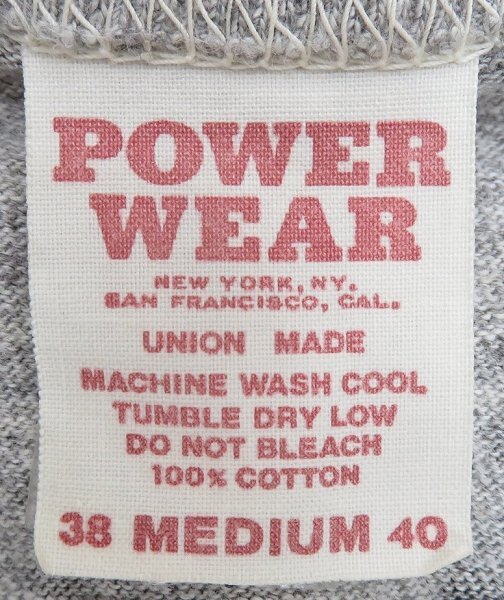 POWER
WEAR
NEW YORK, NY.
SAN FRANCISCO, CAL.
UNION MADE
MACHINE WASH COOL
TUMBLE DRY LOW
DO NOT BLEACH
100% COTTON
38 MEDIUM 40